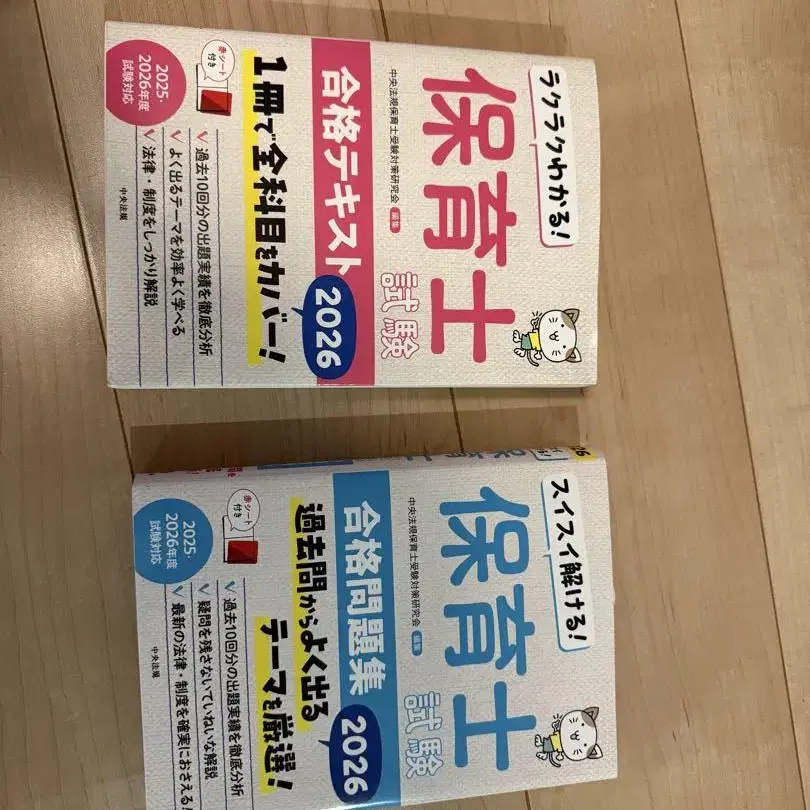 ラクラクわかる!
保育士
試験
中央法規保育士受験対策研究会 編集
合格テキスト
2026
1冊で全科目をカバー!
赤シート
付き
2025・
2026年度
試験対応
過去10回分の出題実績を徹底分析
よく出るテーマを効率よく学べる
法律・制度をしっかり解説
中央法規
スイスイ解ける!
保育士
試験
中央法規保育士受験対策研究会 編集
合格問題集
2026
過去問からよく出る
テーマを厳選!
赤シート
付き
2025・
2026年度
試験対応
過去10回分の出題実績を徹底分析
疑問を残さないていねいな解説
最新の法律・制度を確実におさえる!
中央法規